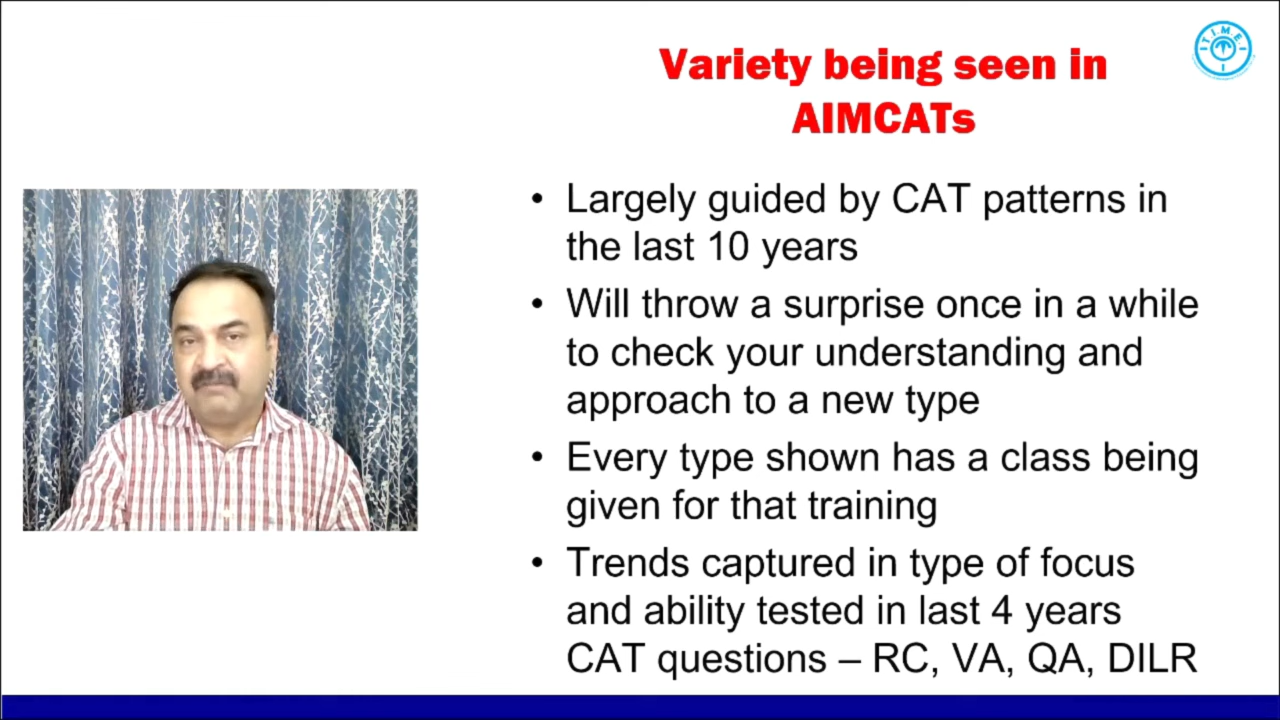 Variety being seen in
AIMCATs
T.I.M.E.
• Largely guided by CAT patterns in
the last 10 years
• Will throw a surprise once in a while
to check your understanding and
approach to a new type
• Every type shown has a class being
given for that training
• Trends captured in type of focus
and ability tested in last 4 years
CAT questions – RC, VA, QA, DILR